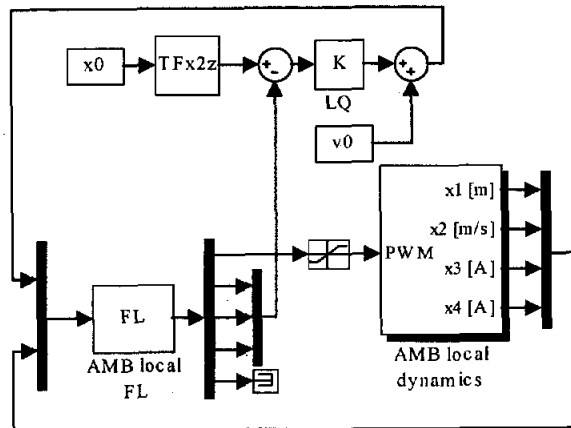 x0
TFx2z
K
LQ
v0
x1 [m]
x2 [m/s]
PWM
x3 [A]
x4 [A]
FL
AMB local
FL
AMB local
dynamics